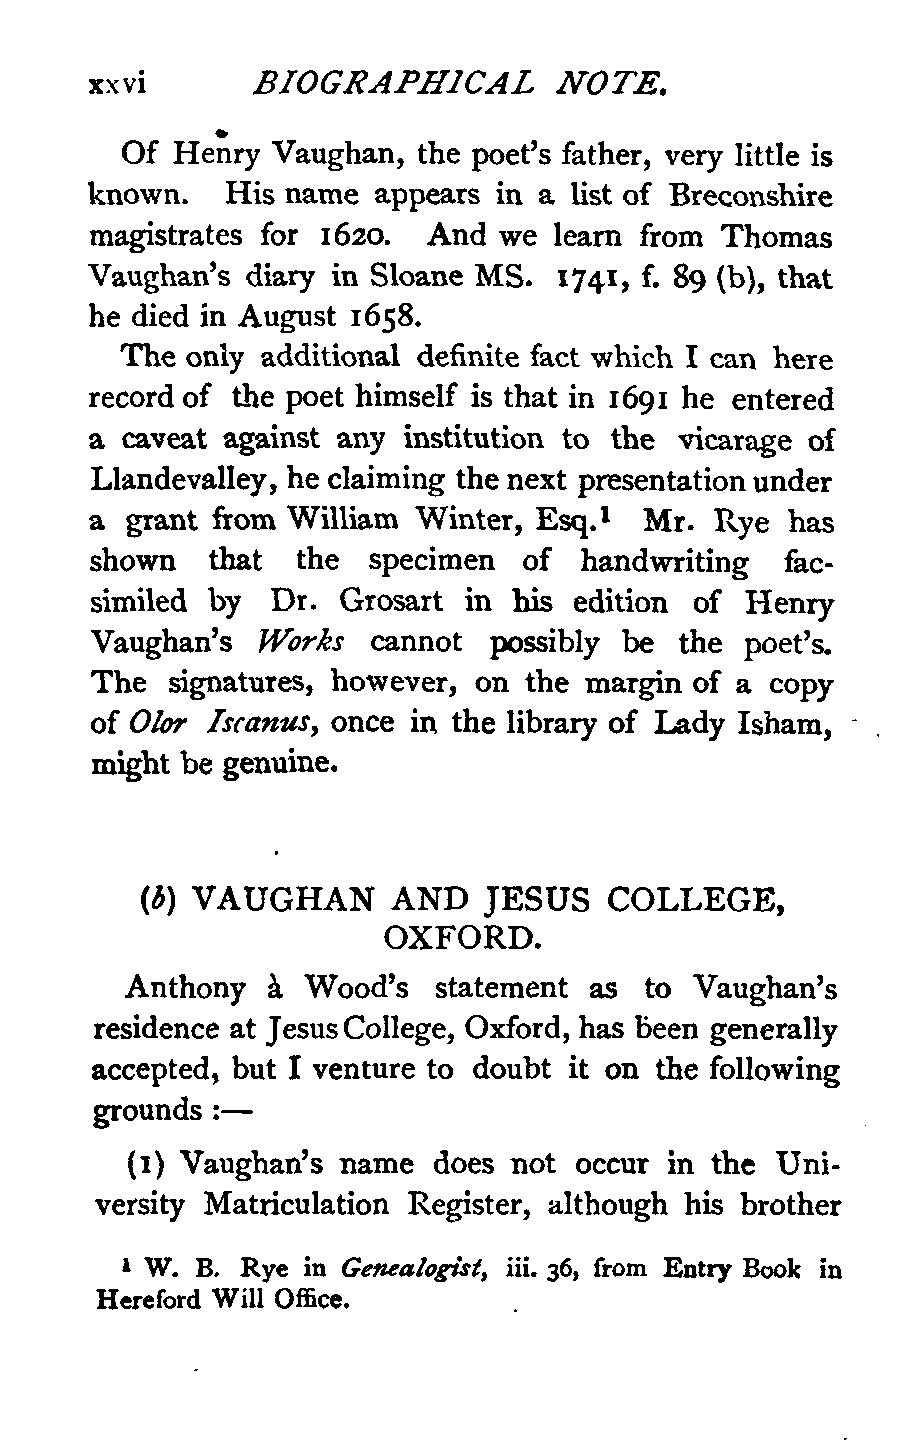 xxvi BIOGRAPHICAL NOTE.
Of Henry Vaughan, the poet's father, very little is
known. His name appears in a list of Breconshire
magistrates for 1620. And we learn from Thomas
Vaughan's diary in Sloane MS. 1741, f. 89 (b), that
he died in August 1658.
The only additional definite fact which I can here
record of the poet himself is that in 1691 he entered
a caveat against any institution to the vicarage of
Llandevalley, he claiming the next presentation under
a grant from William Winter, Esq.¹ Mr. Rye has
shown that the specimen of handwriting fac-
similed by Dr. Grosart in his edition of Henry
Vaughan's Works cannot possibly be the poet's.
The signatures, however, on the margin of a copy
of Olor Iscanus, once in the library of Lady Isham,
might be genuine.
(b) VAUGHAN AND JESUS COLLEGE,
OXFORD.
Anthony à Wood's statement as to Vaughan's
residence at Jesus College, Oxford, has been generally
accepted, but I venture to doubt it on the following
grounds :—
(1) Vaughan's name does not occur in the Uni-
versity Matriculation Register, although his brother
¹ W. B. Rye in Genealogist, iii. 36, from Entry Book in
Hereford Will Office.